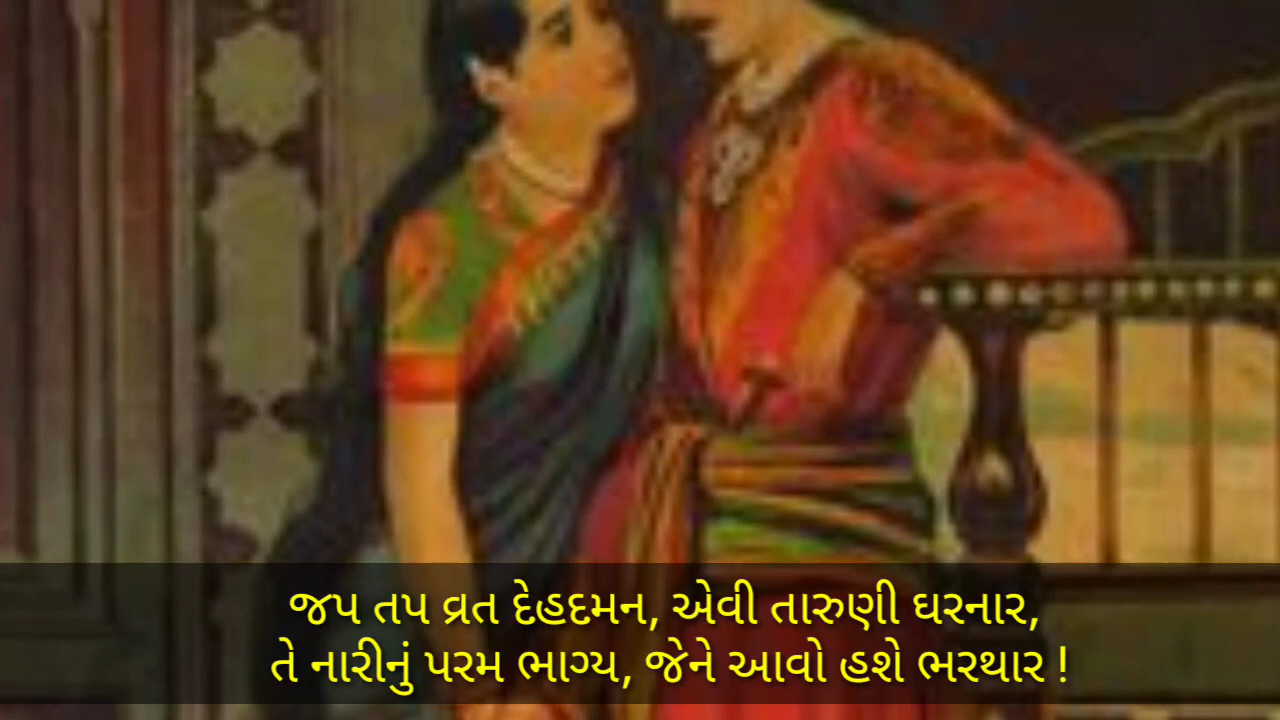 જપ તપ વ્રત દેહદમન, એવી તારુણી ઘરનાર,
તે નારીનું પરમ ભાગ્ય, જેને આવો હશે ભરથાર !